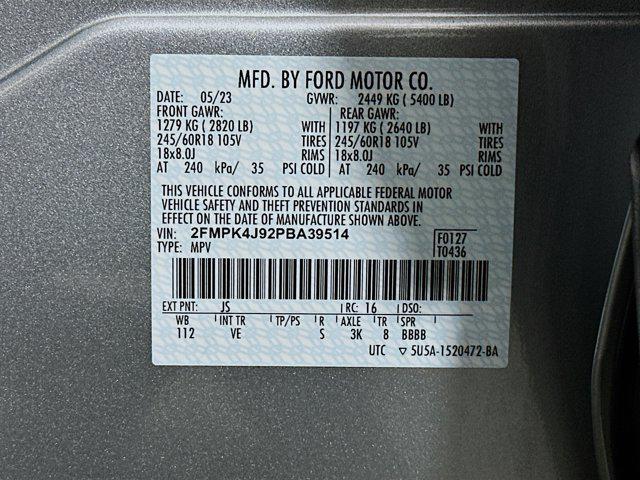 MFD. BY FORD MOTOR CO.
DATE: 05/23 GVWR: 2449 KG ( 5400 LB)
FRONT GAWR: REAR GAWR:
1279 KG ( 2820 LB) WITH 1197 KG ( 2640 LB) WITH
245/60R18 105V TIRES 245/60R18 105V TIRES
18x8.0J RIMS 18x8.0J RIMS
AT 240 kPa/ 35 PSI COLD AT 240 kPa/ 35 PSI COLD
THIS VEHICLE CONFORMS TO ALL APPLICABLE FEDERAL MOTOR
VEHICLE SAFETY AND THEFT PREVENTION STANDARDS IN
EFFECT ON THE DATE OF MANUFACTURE SHOWN ABOVE.
VIN: 2FMPK4J92PBA39514 F0127
TYPE: MPV T0436
EXT PNT: JS RC: 16 DSO:
WB INT TR TP/PS R AXLE TR SPR
112 VE S 3K 8 BBBB
UTC ▽ 5U5A-1520472-BA